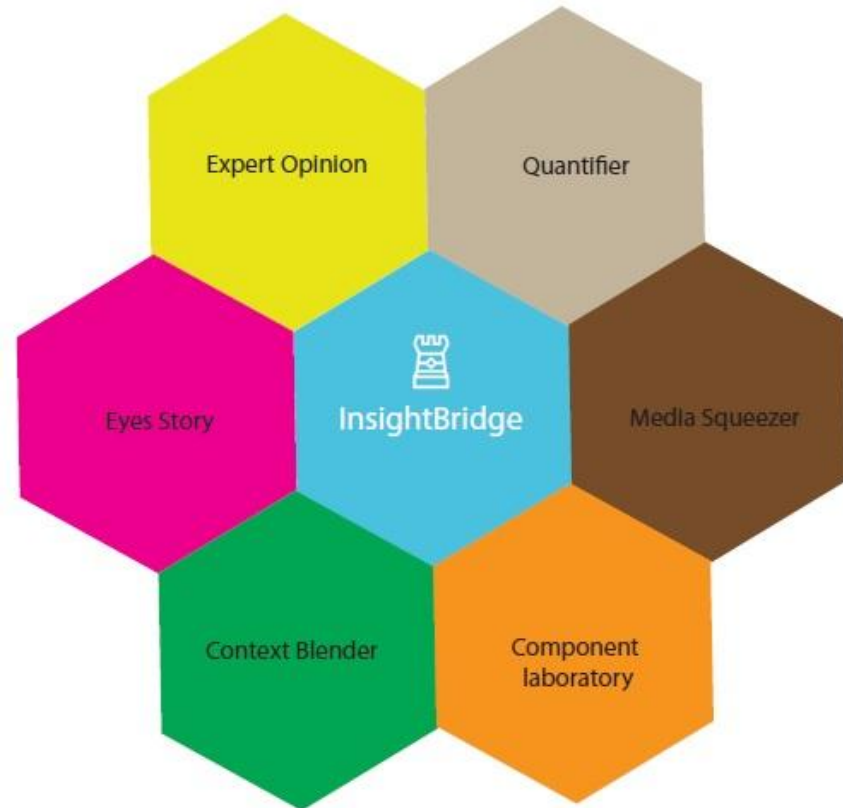 Expert Opinion
Quantifier
InsightBridge
Eyes Story
Media Squeezer
Context Blender
Component
laboratory